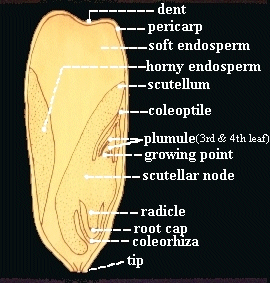 dent
pericarp
soft endosperm
horny endosperm
scutellum
coleoptile
plumule (3rd & 4th leaf)
growing point
scutellar node
radicle
root cap
coleorhiza
tip